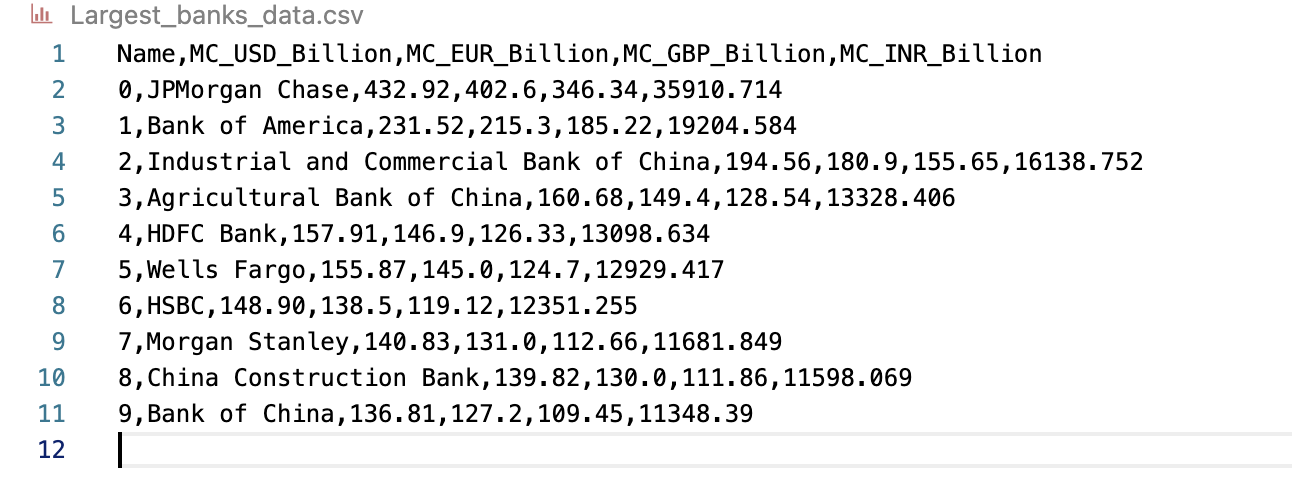 Largest_banks_data.csv
1 Name,MC_USD_Billion,MC_EUR_Billion,MC_GBP_Billion,MC_INR_Billion
2 0,JPMorgan Chase,432.92,402.6,346.34,35910.714
3 1,Bank of America,231.52,215.3,185.22,19204.584
4 2,Industrial and Commercial Bank of China,194.56,180.9,155.65,16138.752
5 3,Agricultural Bank of China,160.68,149.4,128.54,13328.406
6 4,HDFC Bank,157.91,146.9,126.33,13098.634
7 5,Wells Fargo,155.87,145.0,124.7,12929.417
8 6,HSBC,148.90,138.5,119.12,12351.255
9 7,Morgan Stanley,140.83,131.0,112.66,11681.849
10 8,China Construction Bank,139.82,130.0,111.86,11598.069
11 9,Bank of China,136.81,127.2,109.45,11348.39
12